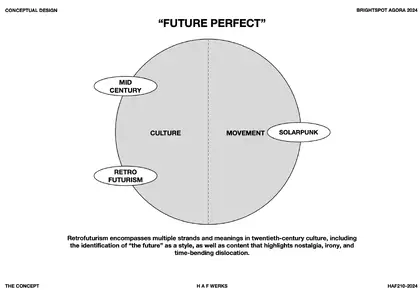 CONCEPTUAL DESIGN
BRIGHTSPOT AGORA 2024
“FUTURE PERFECT”
MID
CENTURY
CULTURE
MOVEMENT
SOLARPUNK
RETRO
FUTURISM
Retrofuturism encompasses multiple strands and meanings in twentieth-century culture, including
the identification of “the future” as a style, as well as content that highlights nostalgia, irony, and
time-bending dislocation.
THE CONCEPT
H A F WERKS
HAF210-2024